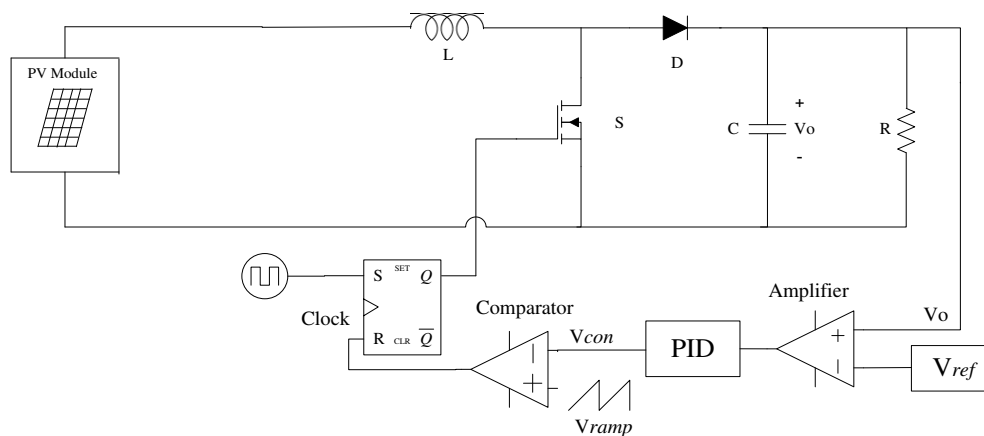 L
PV Module
D
S
C
+
Vo
-
R
S
SET
Q
Clock
R
CLR
Q̅
Comparator
−
+
Vcon
Vramp
PID
Amplifier
+
−
Vo
Vref